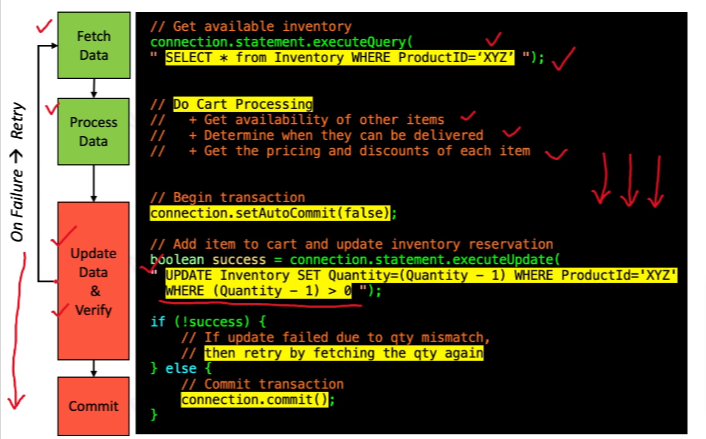 On Failure → Retry
Fetch
Data
Process
Data
Update
Data
&
Verify
Commit
// Get available inventory
connection.statement.executeQuery(
" SELECT * from Inventory WHERE ProductID=‘XYZ’ ");
// Do Cart Processing
//   + Get availability of other items
//   + Determine when they can be delivered
//   + Get the pricing and discounts of each item
// Begin transaction
connection.setAutoCommit(false);
// Add item to cart and update inventory reservation
boolean success = connection.statement.executeUpdate(
" UPDATE Inventory SET Quantity=(Quantity – 1) WHERE ProductId='XYZ'
WHERE (Quantity – 1) > 0 ");
if (!success) {
// If update failed due to qty mismatch,
// then retry by fetching the qty again
} else {
// Commit transaction
connection.commit();
}